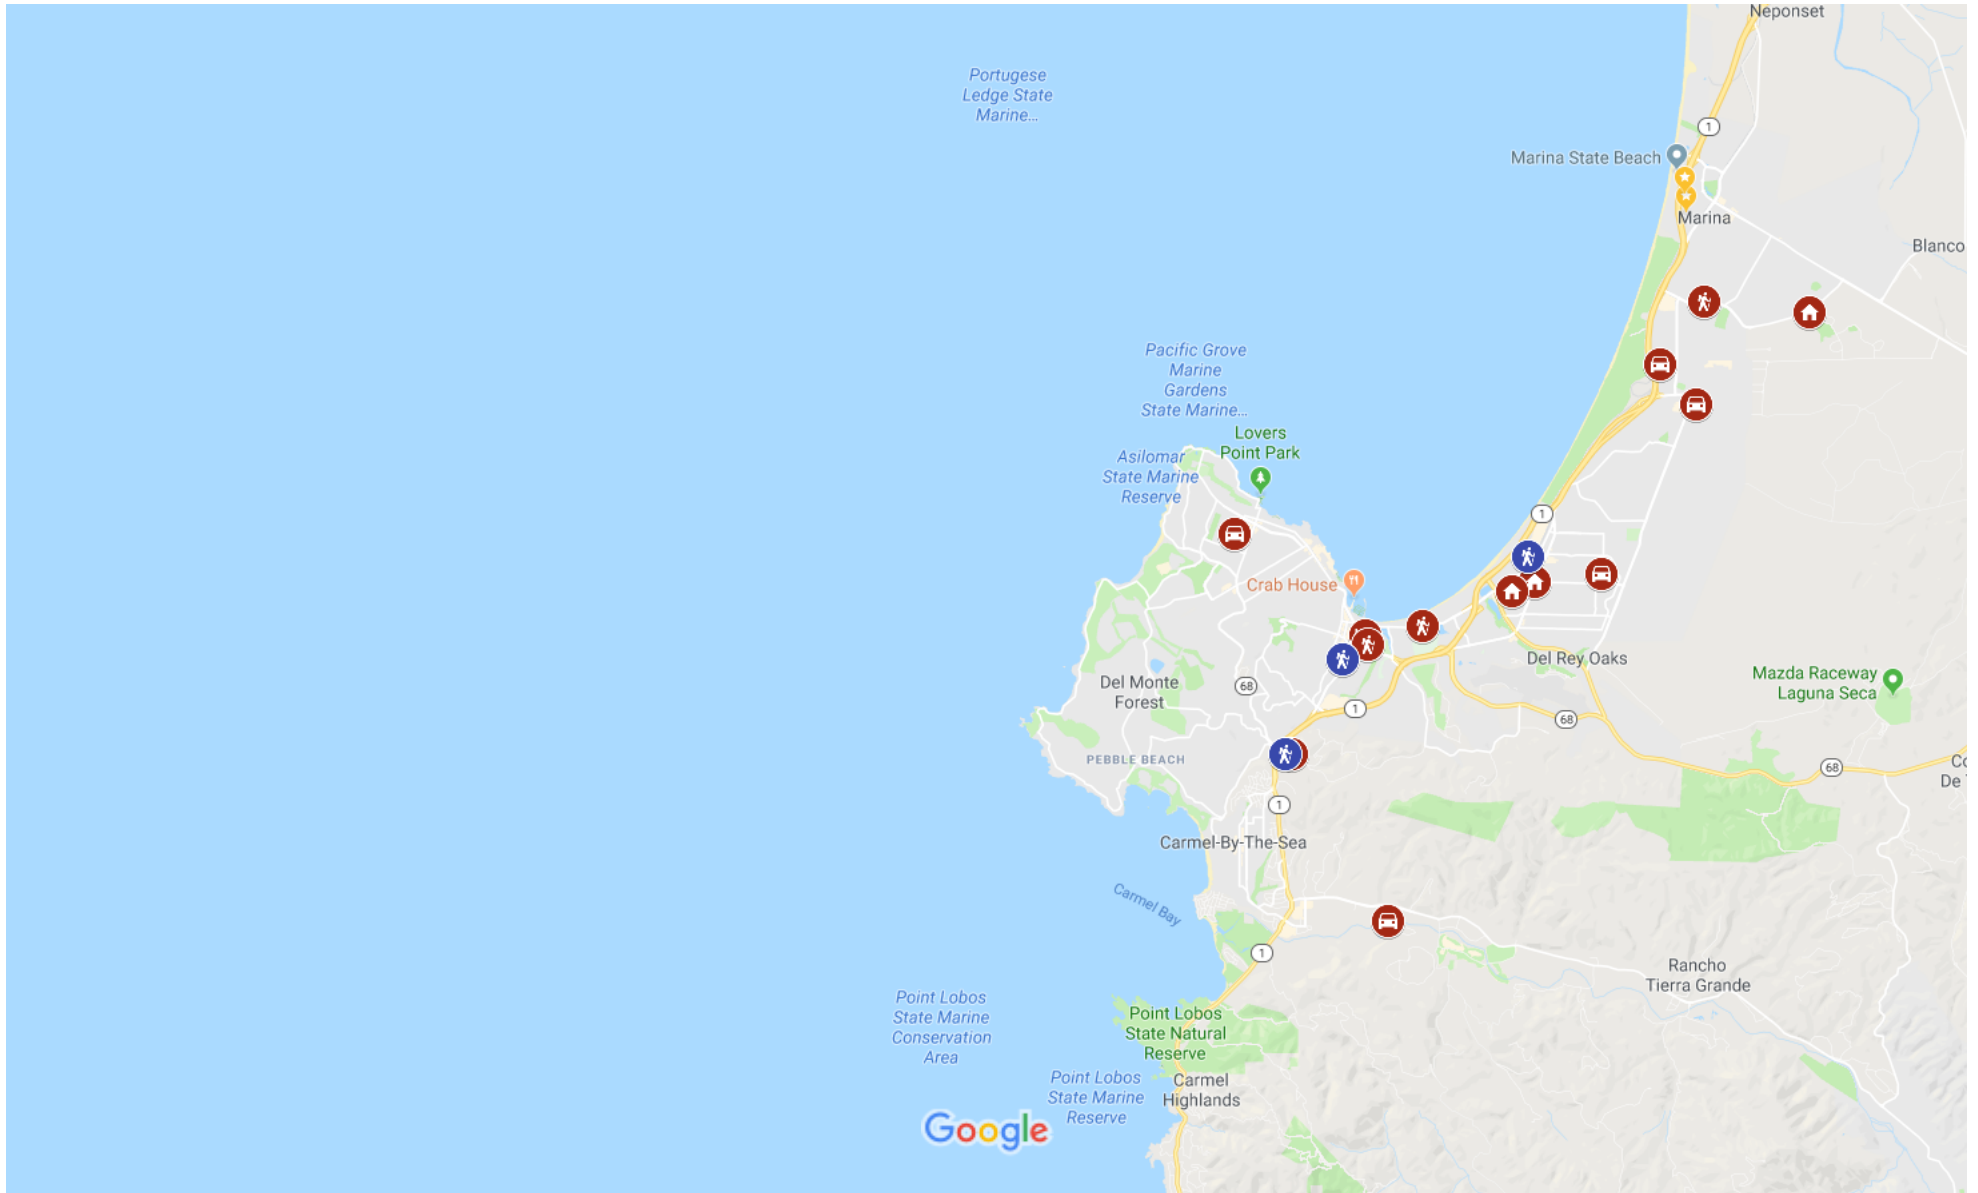 Neponset
Portugese
Ledge State
Marine...
1
Marina State Beach
Marina
Blanco
Pacific Grove
Marine
Gardens
State Marine...
Lovers
Point Park
Asilomar
State Marine
Reserve
1
Crab House
Del Rey Oaks
Mazda Raceway
Laguna Seca
Del Monte
Forest
68
1
68
PEBBLE BEACH
68
Co
De
1
Carmel-By-The-Sea
Carmel Bay
1
Rancho
Tierra Grande
Point Lobos
State Marine
Conservation
Area
Point Lobos
State Natural
Reserve
Point Lobos
State Marine
Reserve
Carmel
Highlands
Google